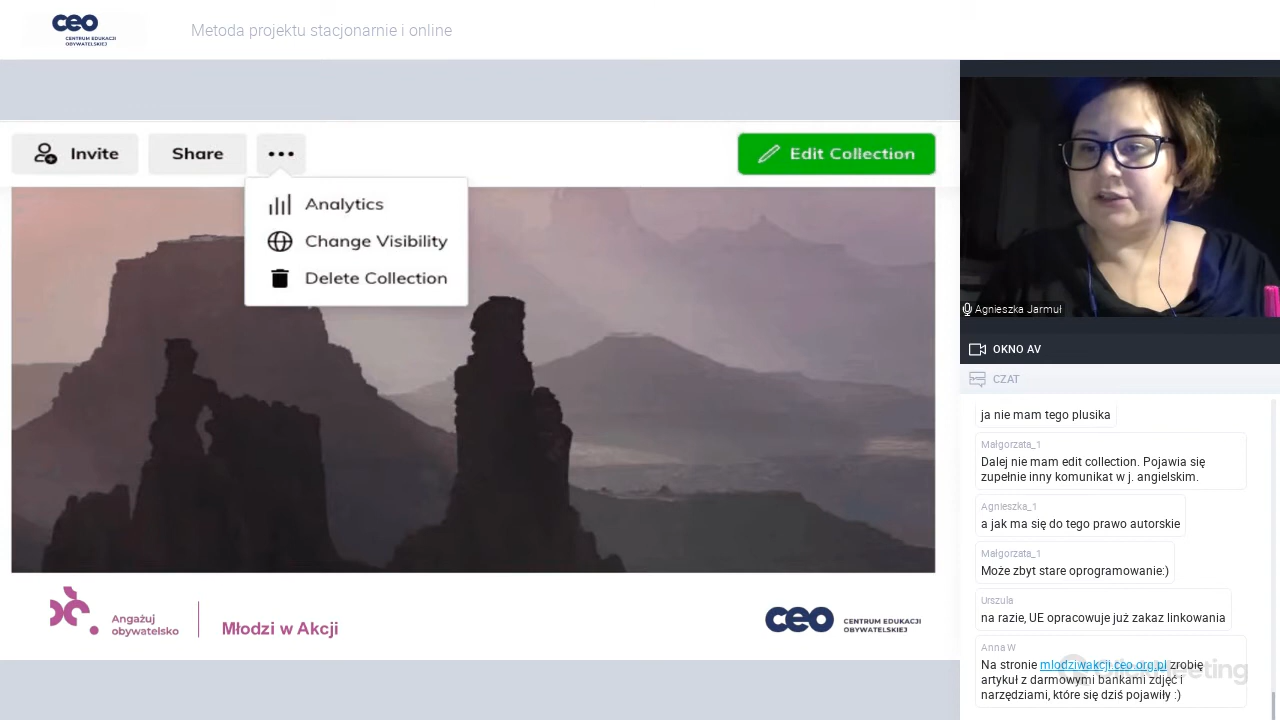 ceo
CENTRUM EDUKACJI
OBYWATELSKIEJ
Metoda projektu stacjonarnie i online
Invite
Share
Edit Collection
Analytics
Change Visibility
Delete Collection
Angażuj
obywatelsko
Młodzi w Akcji
ceo
CENTRUM EDUKACJI
OBYWATELSKIEJ
Agnieszka Jarmuł
OKNO AV
CZAT
ja nie mam tego plusika
Małgorzata_1
Dalej nie mam edit collection. Pojawia się
zupełnie inny komunikat w j. angielskim.
Agnieszka_1
a jak ma się do tego prawo autorskie
Małgorzata_1
Może zbyt stare oprogramowanie:)
Urszula
na razie, UE opracowuje już zakaz linkowania
Anna W
Na stronie mlodziwakcji.ceo.org.pl zrobię
artykuł z darmowymi bankami zdjęć i
narzędziami, które się dziś pojawiły :)